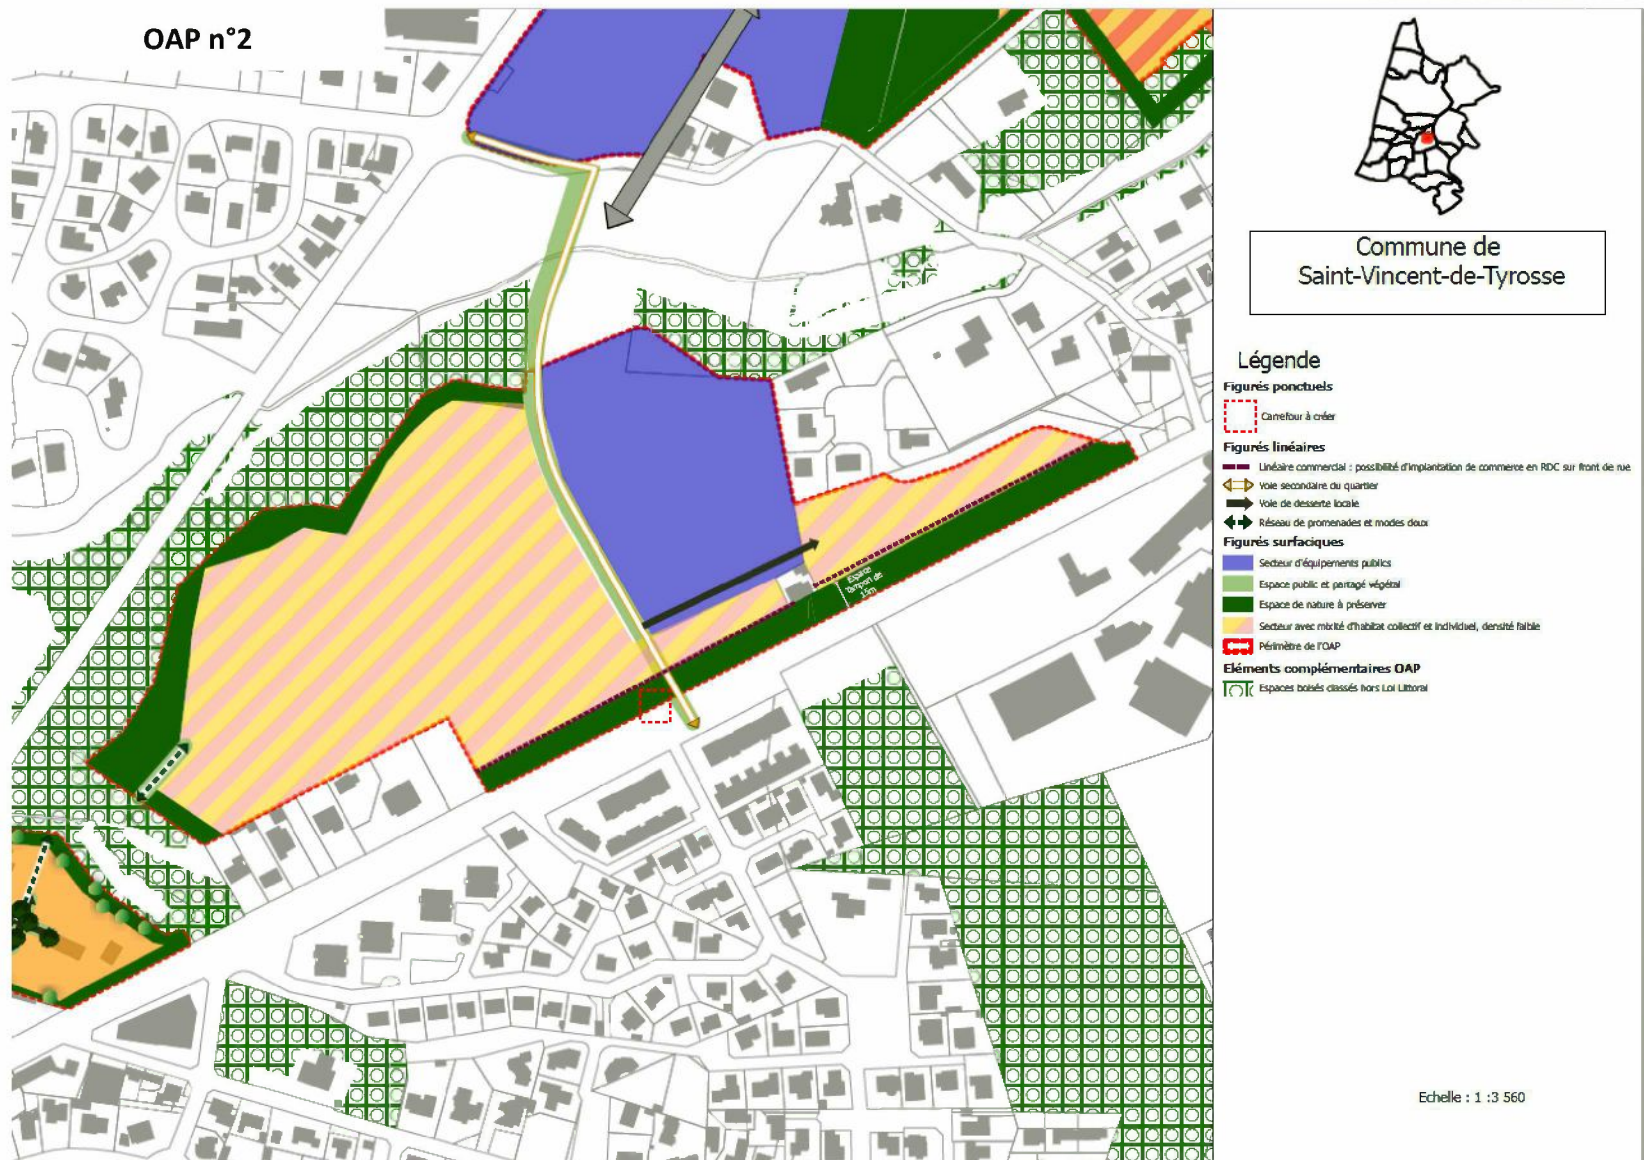 OAP n°2
Commune de
Saint-Vincent-de-Tyrosse
Légende
Figurés ponctuels
Carrefour à créer
Figurés linéaires
Linéaire commercial : possibilité d'implantation de commerce en RDC sur front de rue
Voie secondaire du quartier
Voie de desserte locale
Réseau de promenades et modes doux
Figurés surfaciques
Secteur d'équipements publics
Espace public et partagé végétal
Espace de nature à préserver
Secteur avec mixité d'habitat collectif et individuel, densité faible
Périmètre de l'OAP
Eléments complémentaires OAP
Espaces boisés classés hors Loi Littoral
Espace
Tampon de
15m
Echelle : 1 :3 560